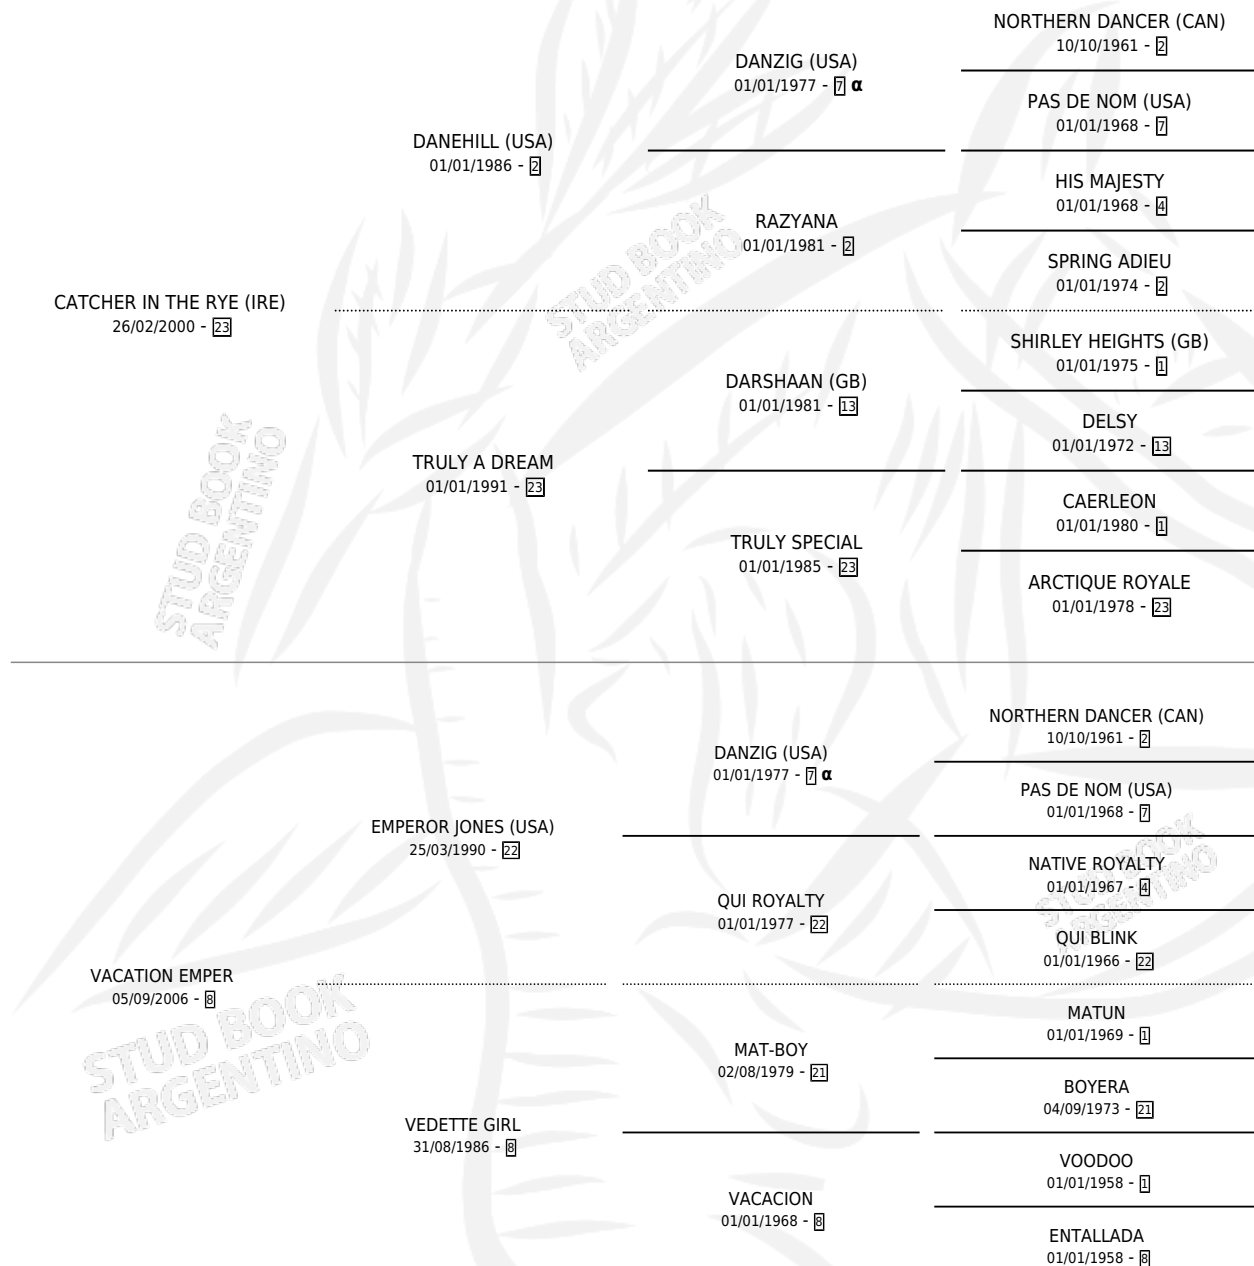 NORTHERN DANCER (CAN)
10/10/1961 - 2
DANZIG (USA)
01/01/1977 - 7 α
PAS DE NOM (USA)
01/01/1968 - 7
DANEHILL (USA)
01/01/1986 - 2
HIS MAJESTY
01/01/1968 - 4
RAZYANA
01/01/1981 - 2
SPRING ADIEU
01/01/1974 - 2
CATCHER IN THE RYE (IRE)
26/02/2000 - 23
SHIRLEY HEIGHTS (GB)
01/01/1975 - 1
DARSHAAN (GB)
01/01/1981 - 13
DELSY
01/01/1972 - 13
TRULY A DREAM
01/01/1991 - 23
CAERLEON
01/01/1980 - 1
TRULY SPECIAL
01/01/1985 - 23
ARCTIQUE ROYALE
01/01/1978 - 23
NORTHERN DANCER (CAN)
10/10/1961 - 2
DANZIG (USA)
01/01/1977 - 7 α
PAS DE NOM (USA)
01/01/1968 - 7
EMPEROR JONES (USA)
25/03/1990 - 22
NATIVE ROYALTY
01/01/1967 - 4
QUI ROYALTY
01/01/1977 - 22
QUI BLINK
01/01/1966 - 22
VACATION EMPER
05/09/2006 - 8
MATUN
01/01/1969 - 1
MAT-BOY
02/08/1979 - 21
BOYERA
04/09/1973 - 21
VEDETTE GIRL
31/08/1986 - 8
VOODOO
01/01/1958 - 1
VACACION
01/01/1968 - 8
ENTALLADA
01/01/1958 - 8
STUD BOOK
ARGENTINO
STUD BOOK
ARGENTINO
STUD BOOK
ARGENTINO
STUD BOOK
ARGENTINO